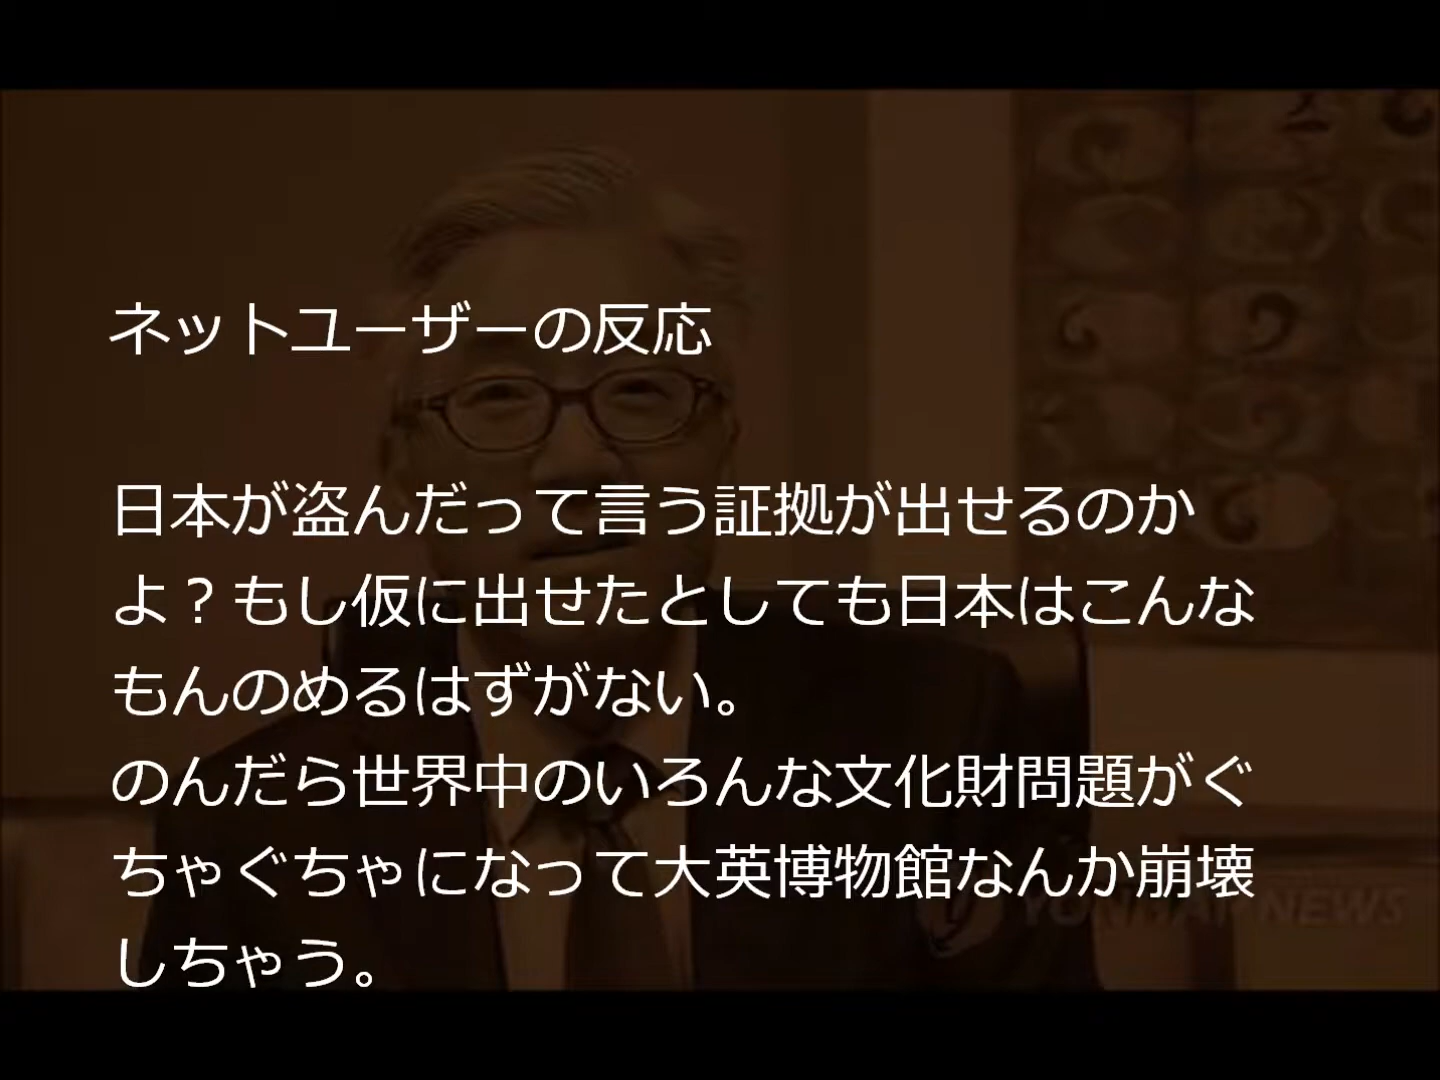 ネットユーザーの反応
日本が盗んだって言う証拠が出せるのか
よ？もし仮に出せたとしても日本はこんな
もんのめるはずがない。
のんだら世界中のいろんな文化財問題がぐ
ちゃぐちゃになって大英博物館なんか崩壊
しちゃう。
YONHAP NEWS